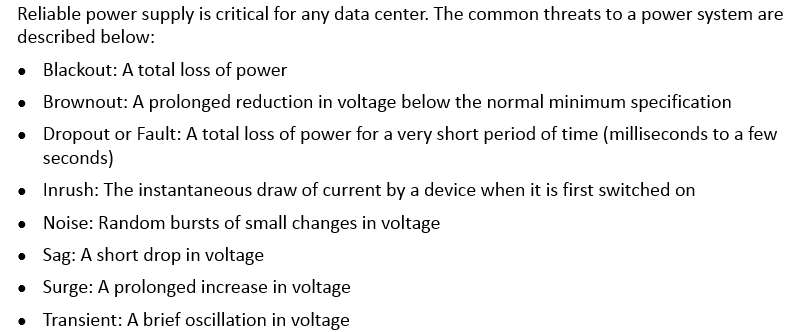 Reliable power supply is critical for any data center. The common threats to a power system are
described below:
• Blackout: A total loss of power
• Brownout: A prolonged reduction in voltage below the normal minimum specification
• Dropout or Fault: A total loss of power for a very short period of time (milliseconds to a few
seconds)
• Inrush: The instantaneous draw of current by a device when it is first switched on
• Noise: Random bursts of small changes in voltage
• Sag: A short drop in voltage
• Surge: A prolonged increase in voltage
• Transient: A brief oscillation in voltage